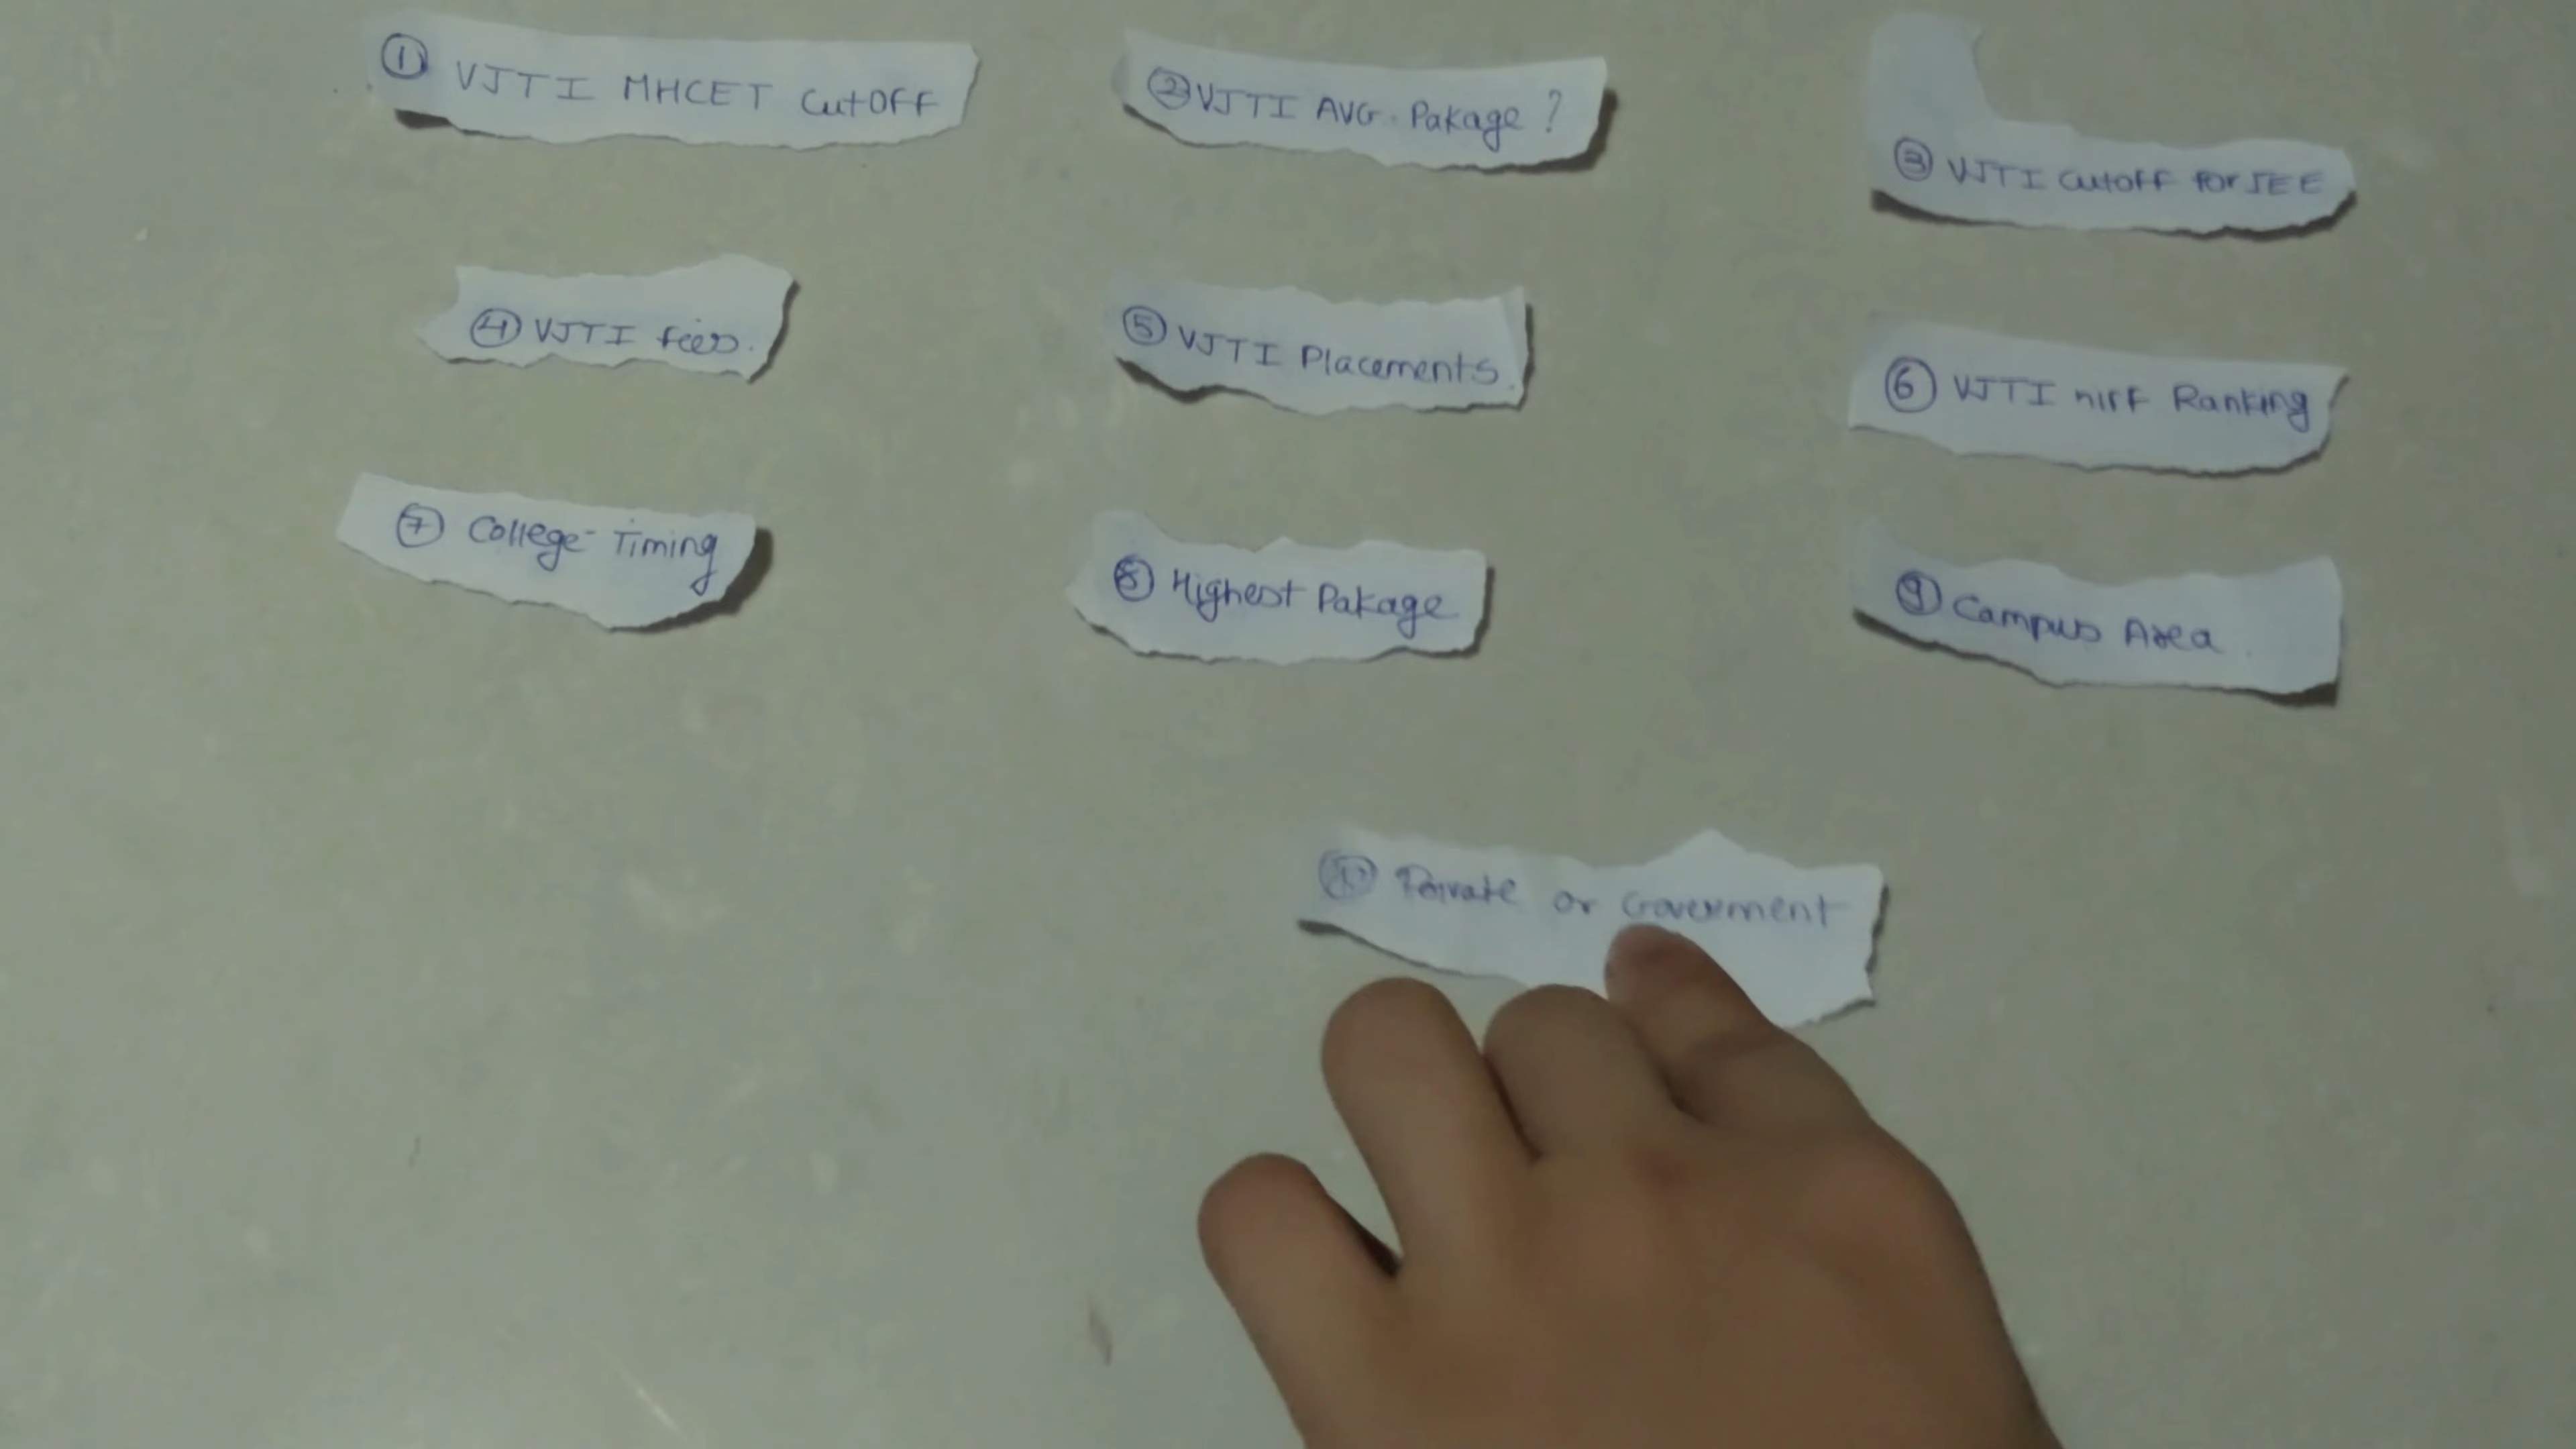 ① VJTI MHCET CutOFF
② VJTI AVG. Pakage ?
③ VJTI CutOFF For JEE
④ VJTI fees.
⑤ VJTI Placements.
⑥ VJTI nirf Ranking
⑦ College Timing
⑧ Highest Pakage
⑨ Campus Area.
⑩ Private or Goverment